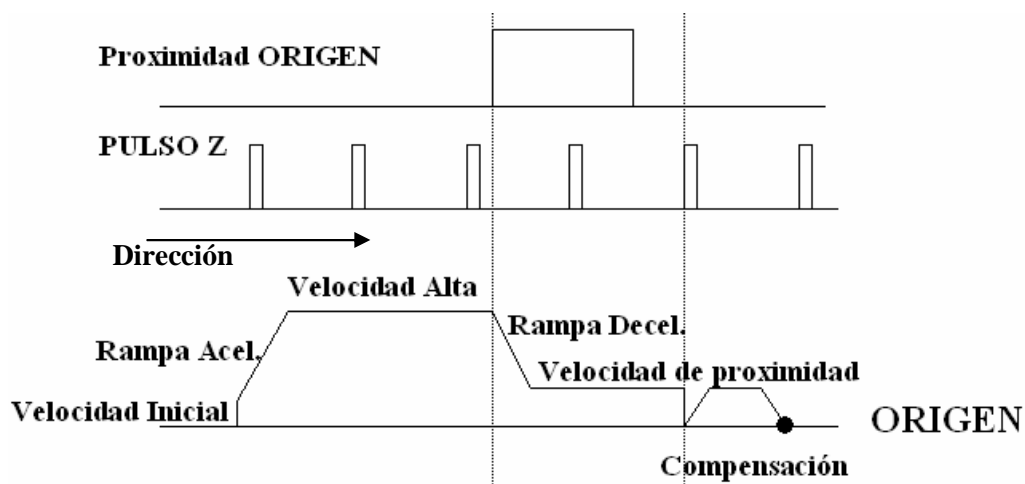 Proximidad ORIGEN
PULSO Z
Dirección
Velocidad Alta
Rampa Decel.
Rampa Acel.
Velocidad de proximidad
Velocidad Inicial
ORIGEN
Compensación